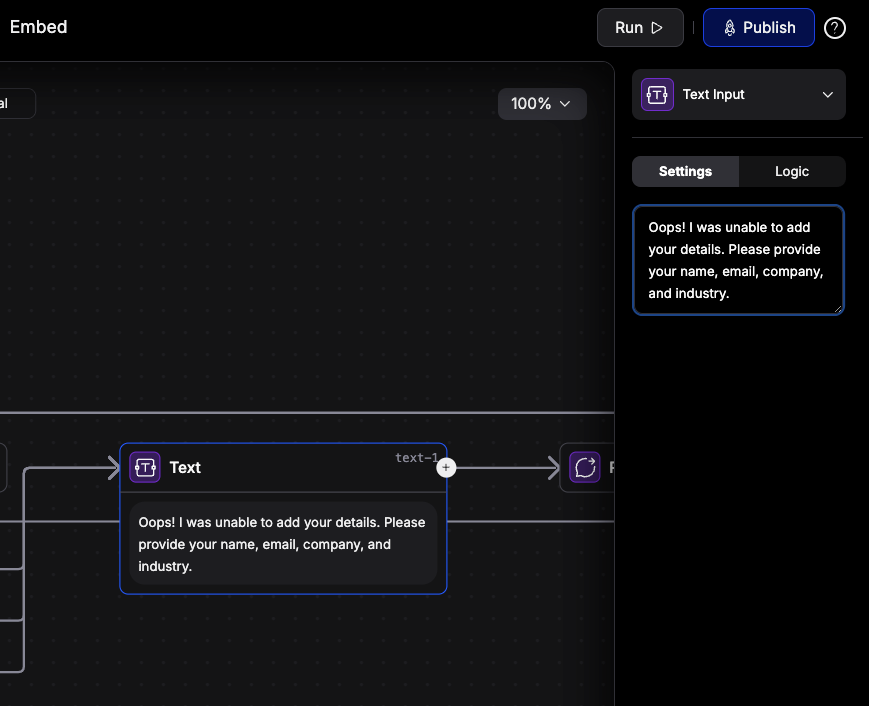 Embed
Run
Publish
?
al
100%
Text Input
Settings
Logic
Oops! I was unable to add
your details. Please provide
your name, email, company,
and industry.
text-1
Text
Oops! I was unable to add your details. Please
provide your name, email, company, and
industry.